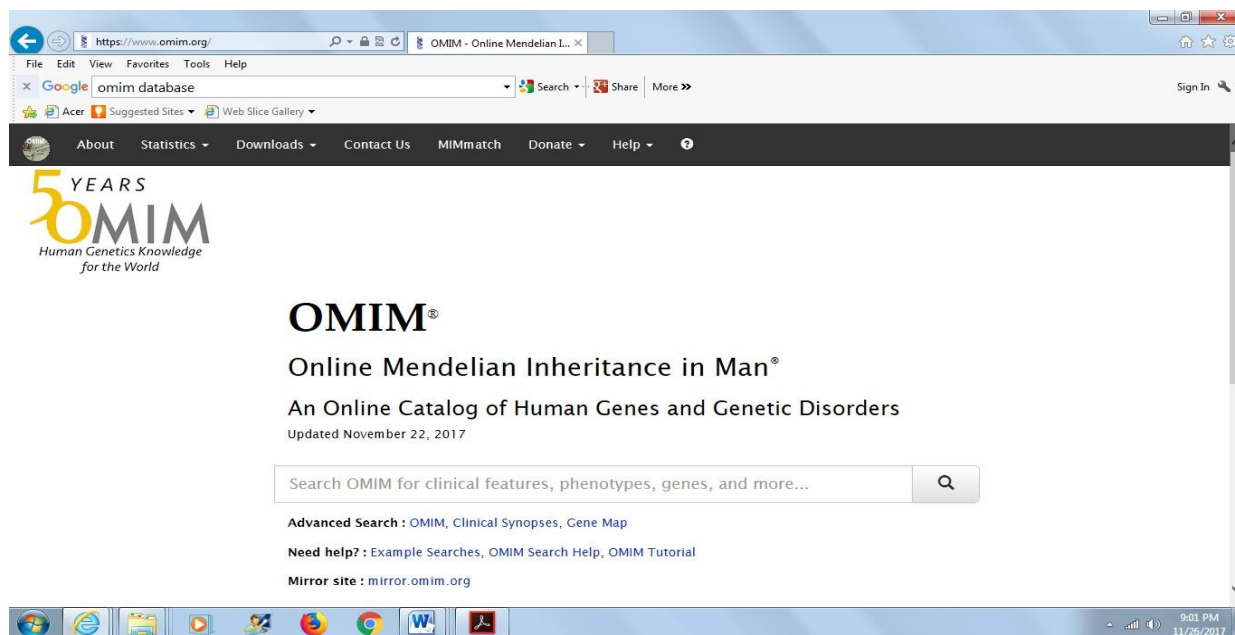 https://www.omim.org/
OMIM - Online Mendelian I...
File Edit View Favorites Tools Help
x Google omim database Search Share More >> Sign In
Acer Suggested Sites Web Slice Gallery
About Statistics Downloads Contact Us MIMmatch Donate Help
50 YEARS
OMIM
Human Genetics Knowledge
for the World
OMIM®
Online Mendelian Inheritance in Man®
An Online Catalog of Human Genes and Genetic Disorders
Updated November 22, 2017
Search OMIM for clinical features, phenotypes, genes, and more...
Advanced Search : OMIM, Clinical Synopses, Gene Map
Need help? : Example Searches, OMIM Search Help, OMIM Tutorial
Mirror site : mirror.omim.org
9:01 PM
11/26/2017